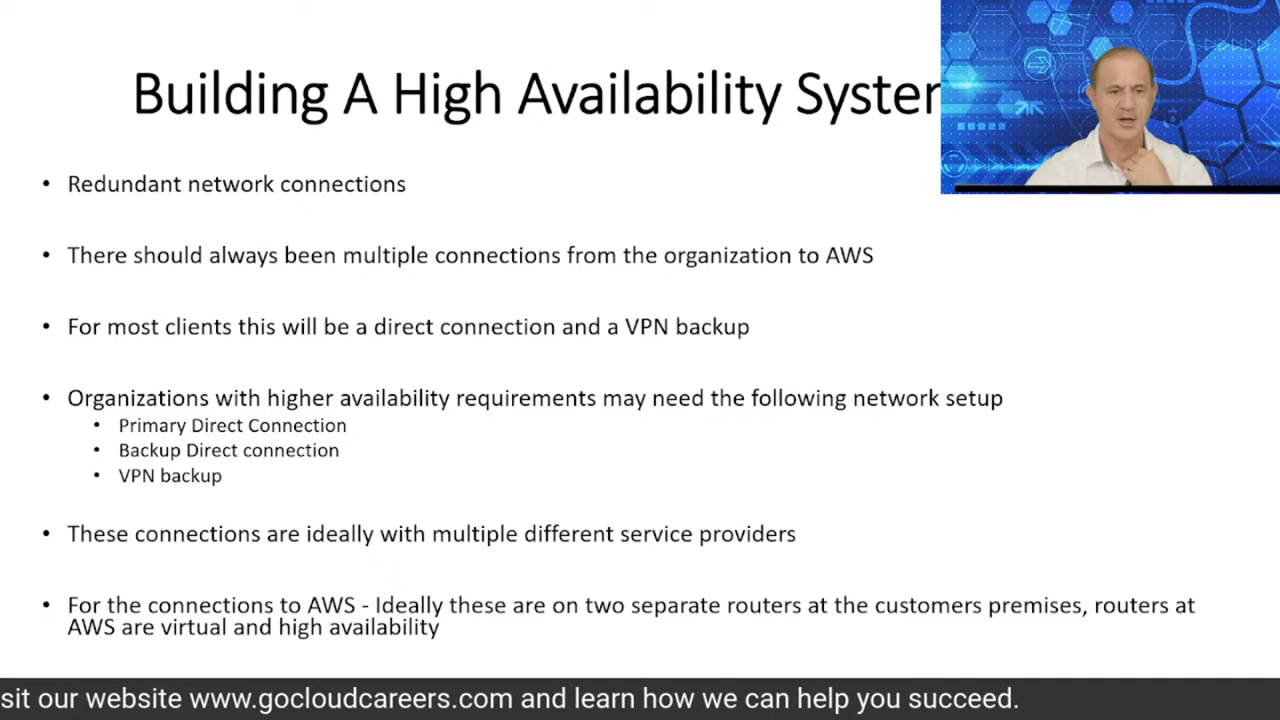 Building A High Availability System
Redundant network connections
There should always been multiple connections from the organization to AWS
For most clients this will be a direct connection and a VPN backup
Organizations with higher availability requirements may need the following network setup
Primary Direct Connection
Backup Direct connection
VPN backup
These connections are ideally with multiple different service providers
For the connections to AWS - Ideally these are on two separate routers at the customers premises, routers at
AWS are virtual and high availability
sit our website www.gocloudcareers.com and learn how we can help you succeed.